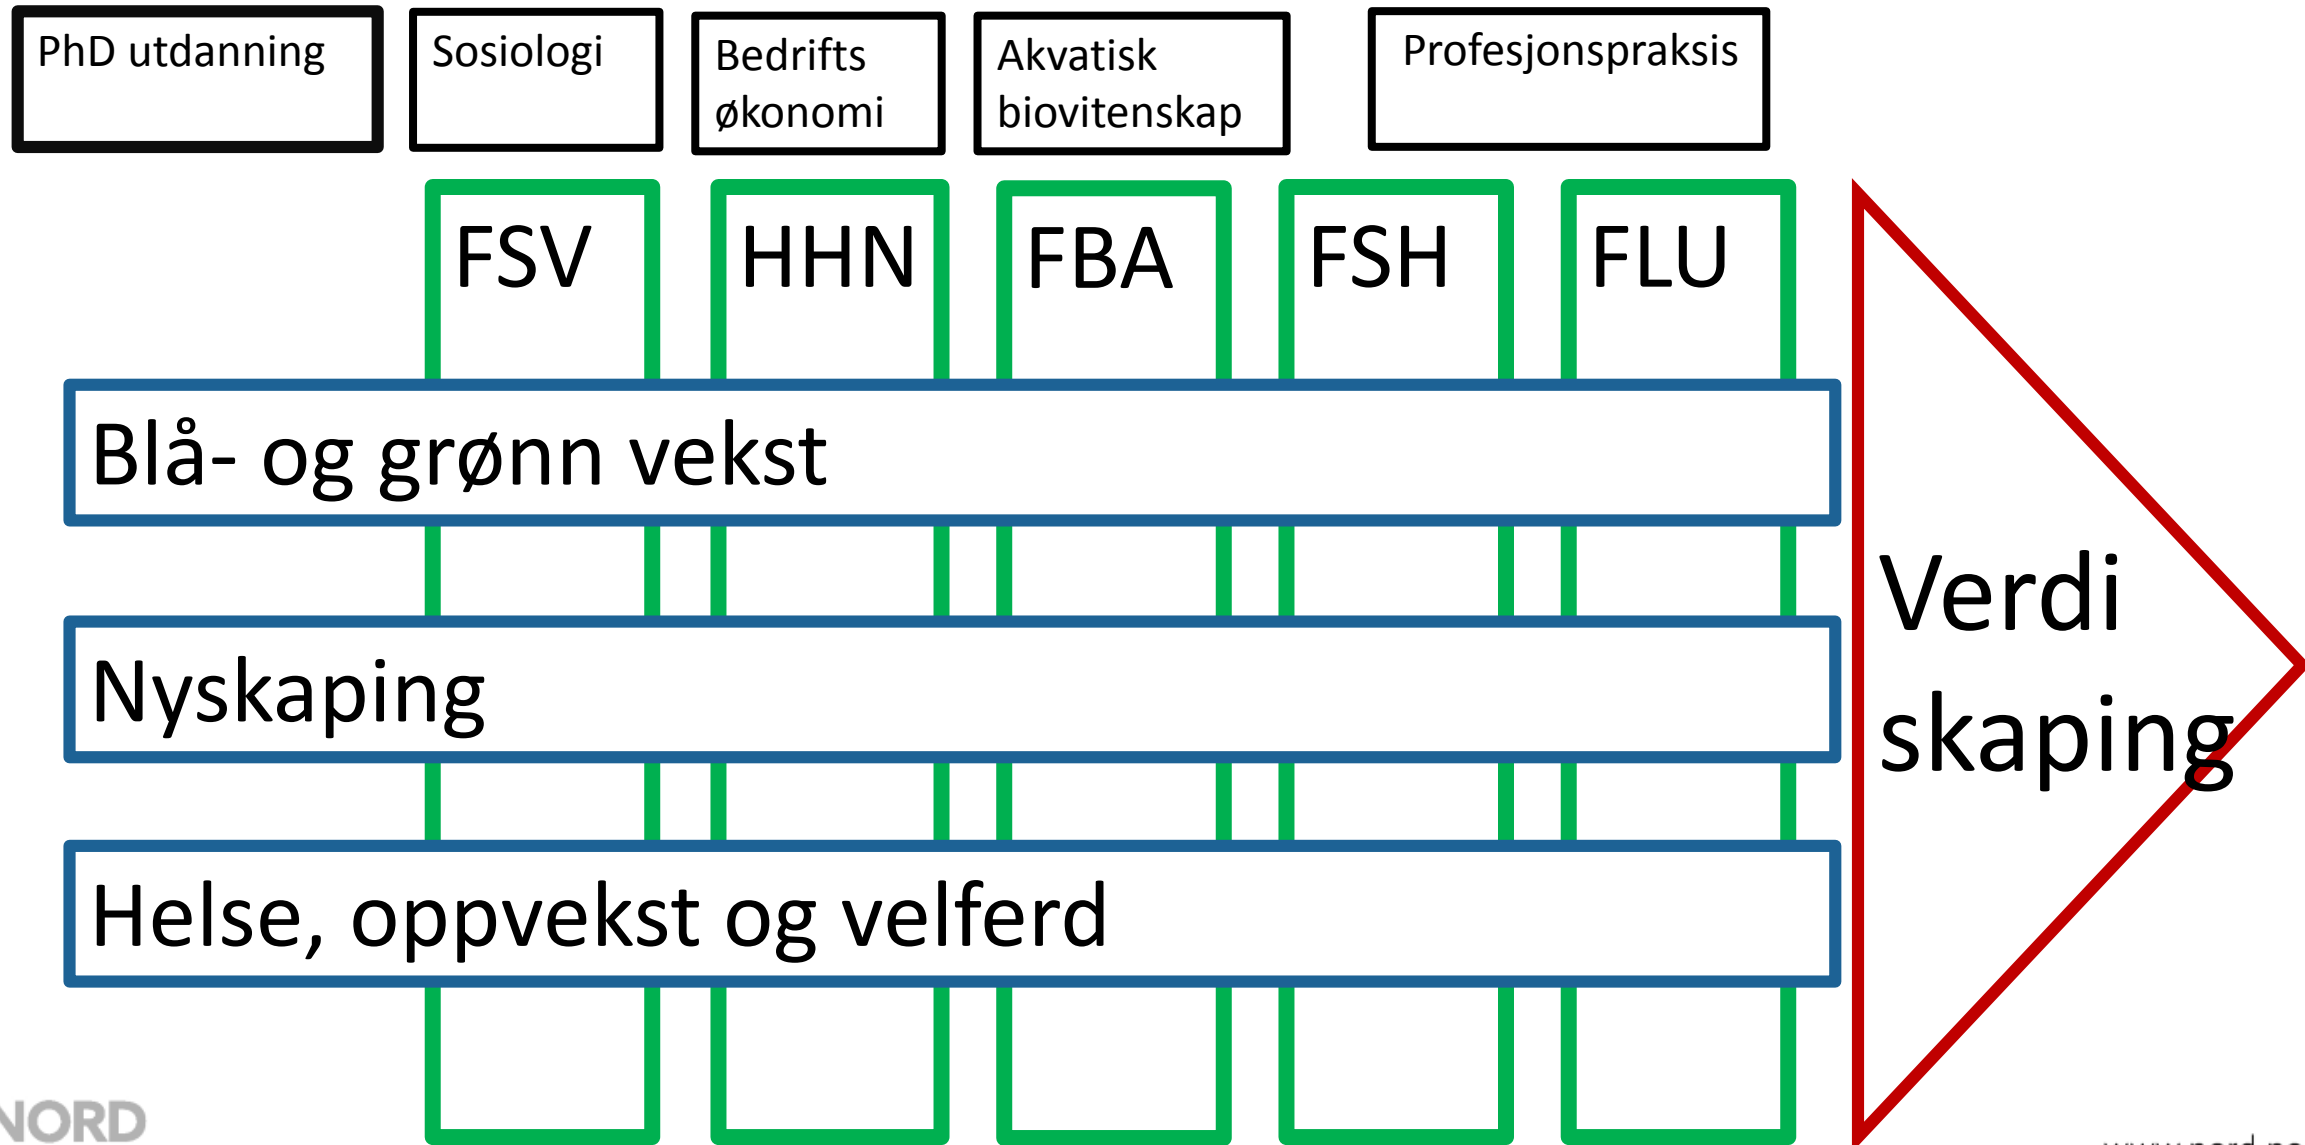 PhD utdanning
Sosiologi
Bedrifts
økonomi
Akvatisk
biovitenskap
Profesjonspraksis
FSV
HHN
FBA
FSH
FLU
Blå- og grønn vekst
Nyskaping
Helse, oppvekst og velferd
Verdi
skaping
NORD